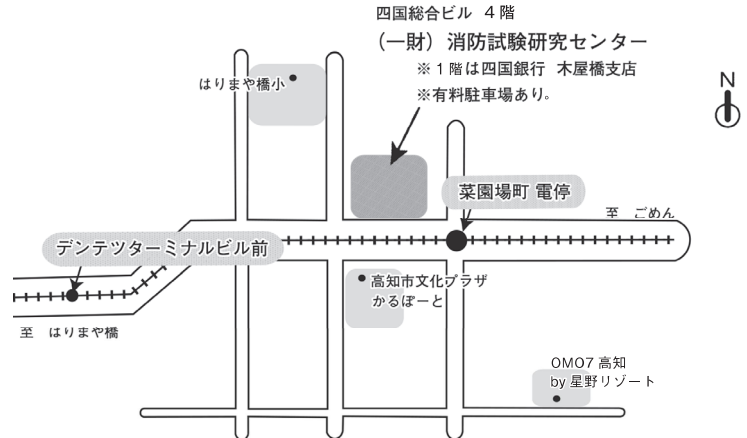 四国総合ビル 4階
（一財）消防試験研究センター
※1階は四国銀行 木屋橋支店
※有料駐車場あり。
はりまや橋小
N
菜園場町 電停
至 ごめん
デンテツターミナルビル前
高知市文化プラザ
かるぽーと
至 はりまや橋
OMO7高知
by 星野リゾート